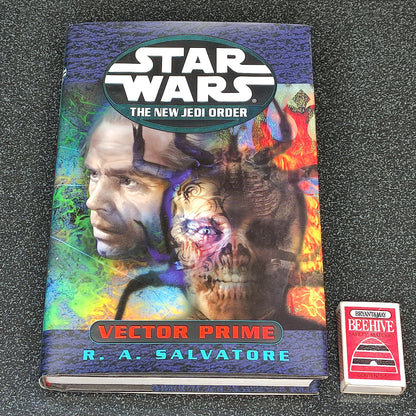 STAR
WARS®
THE NEW JEDI ORDER
VECTOR PRIME
R. A. SALVATORE
BRYANT&MAY
BEEHIVE